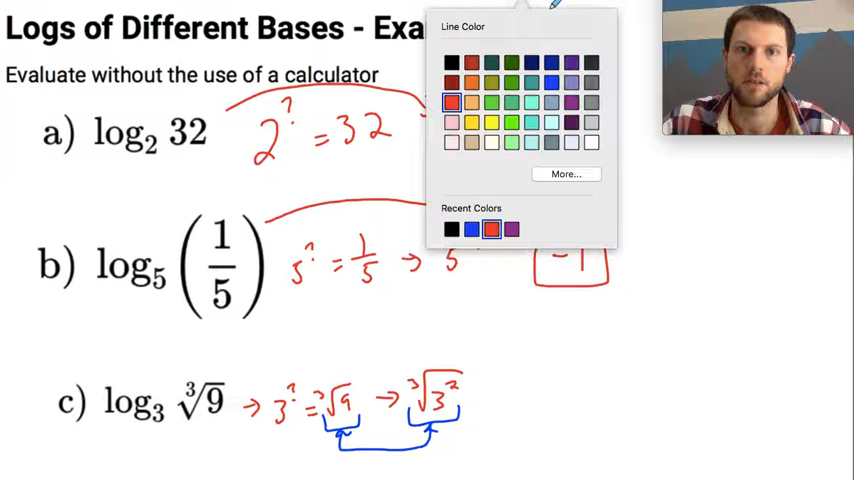 Logs of Different Bases - Exa
Evaluate without the use of a calculator
a) log₂ 32 2^? = 32
b) log₅ (1/5) 5^? = 1/5 → 5 -1
c) log₃ ∛9 → 3^? = ∛9 → ∛3²
Line Color
More...
Recent Colors